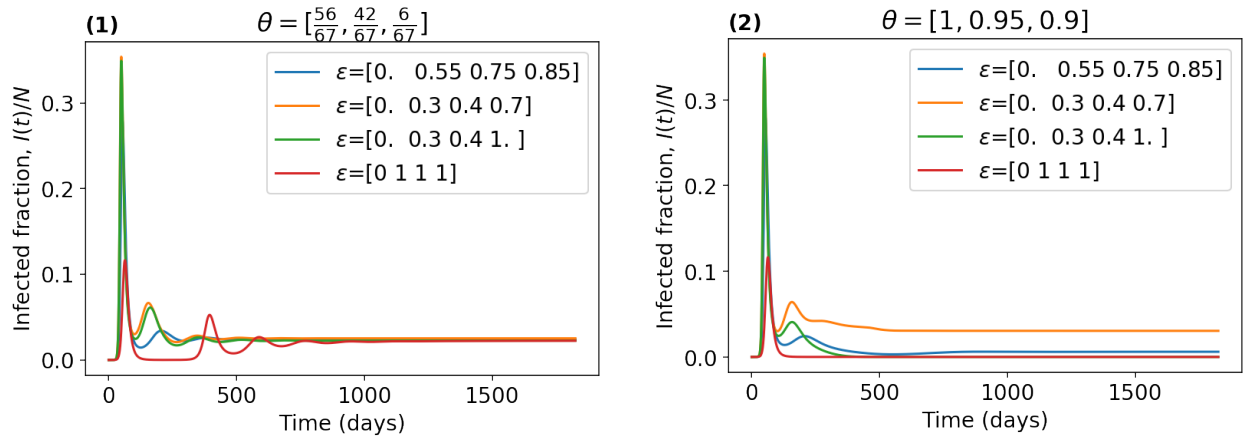 (1)
θ = [56/67, 42/67, 6/67]
Infected fraction, I(t)/N
0.3
0.2
0.1
0.0
ε=[0. 0.55 0.75 0.85]
ε=[0. 0.3 0.4 0.7]
ε=[0. 0.3 0.4 1. ]
ε=[0 1 1 1]
0 500 1000 1500
Time (days)
(2)
θ = [1, 0.95, 0.9]
Infected fraction, I(t)/N
0.3
0.2
0.1
0.0
ε=[0. 0.55 0.75 0.85]
ε=[0. 0.3 0.4 0.7]
ε=[0. 0.3 0.4 1. ]
ε=[0 1 1 1]
0 500 1000 1500
Time (days)